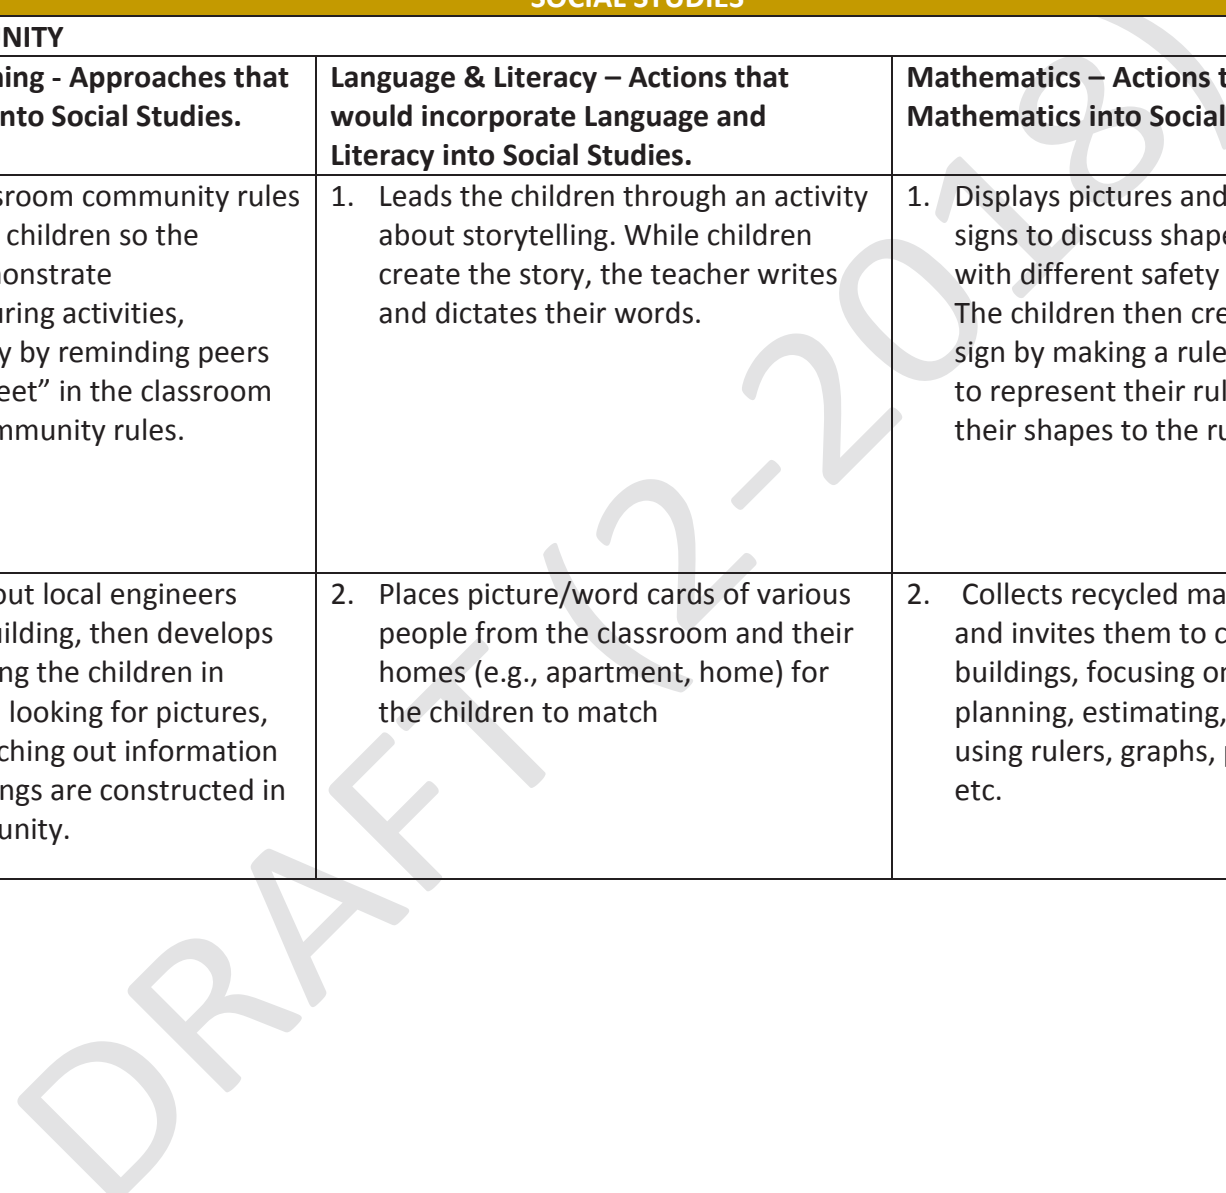 SOCIAL STUDIES
NITY
ning - Approaches that
nto Social Studies.
Language & Literacy – Actions that
would incorporate Language and
Literacy into Social Studies.
Mathematics – Actions t
Mathematics into Social
sroom community rules
children so the
monstrate
uring activities,
y by reminding peers
eet” in the classroom
mmunity rules.
1. Leads the children through an activity
about storytelling. While children
create the story, the teacher writes
and dictates their words.
1. Displays pictures and
signs to discuss shape
with different safety
The children then cre
sign by making a rule
to represent their rul
their shapes to the ru
out local engineers
uilding, then develops
ng the children in
looking for pictures,
ching out information
ngs are constructed in
unity.
2. Places picture/word cards of various
people from the classroom and their
homes (e.g., apartment, home) for
the children to match
2. Collects recycled ma
and invites them to c
buildings, focusing on
planning, estimating,
using rulers, graphs, p
etc.
DRAFT (2-2018)